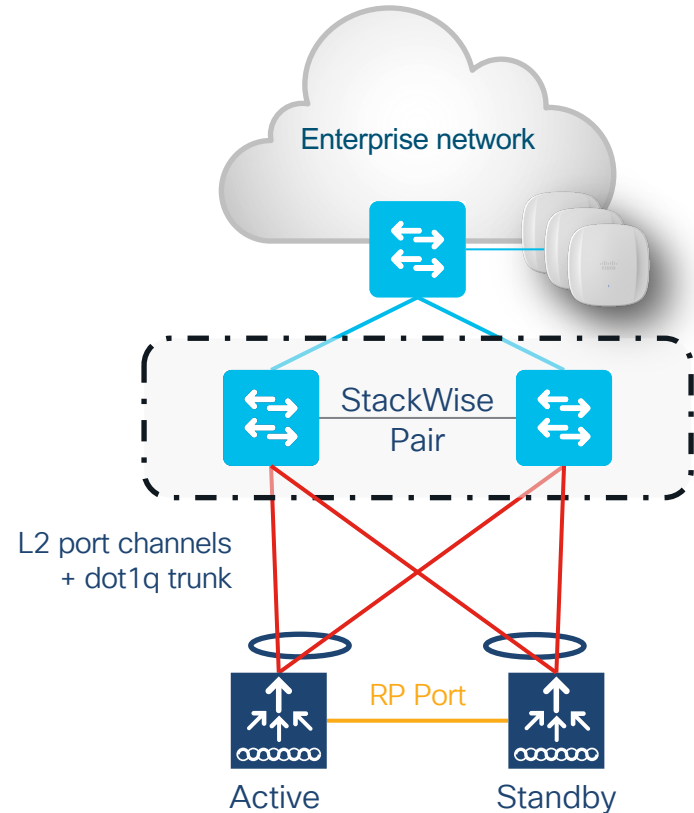 Enterprise network
StackWise
Pair
L2 port channels
+ dot1q trunk
RP Port
Active
Standby